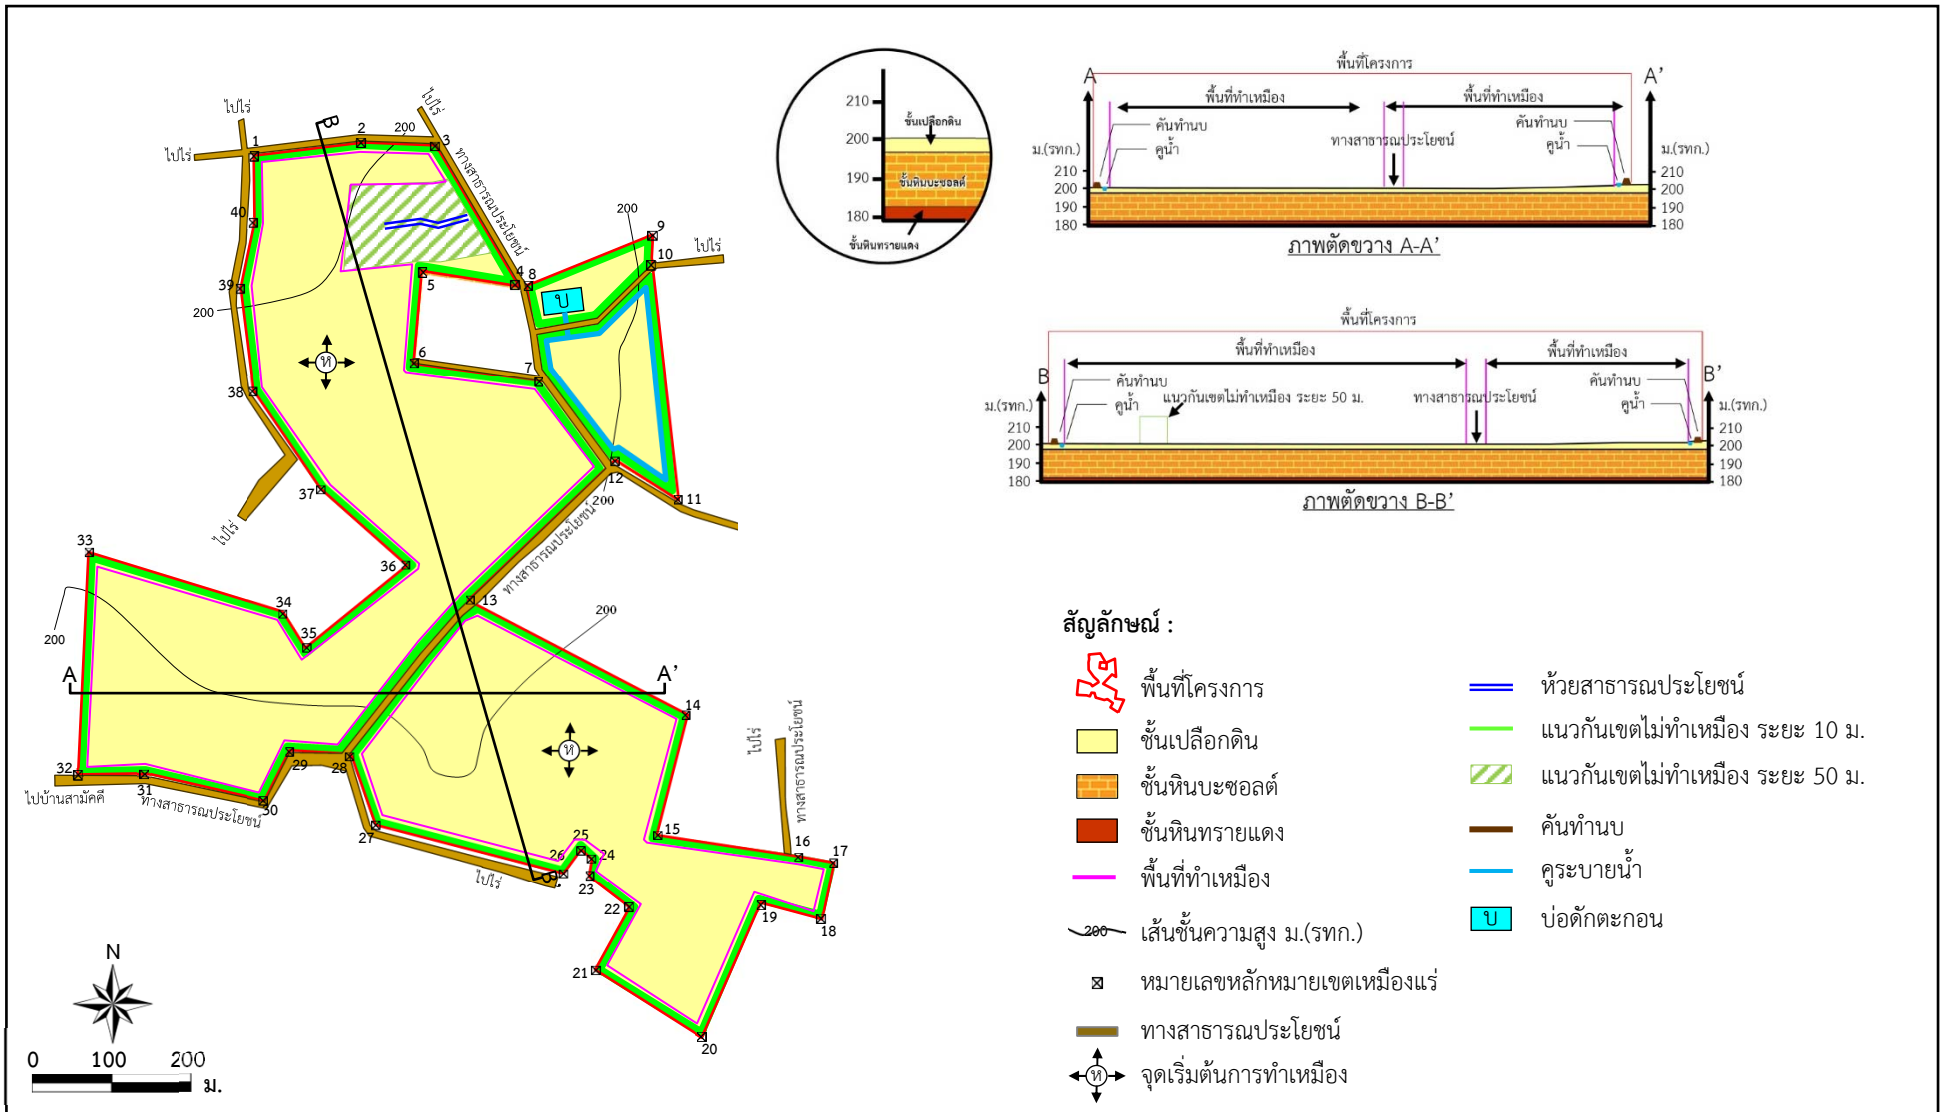 ไปไร่
ไปไร่
1
2
200
ไปไร่
3
B
ทางสาธารณประโยชน์
40
39
200
38
ห
5
4
8
6
7
บ
200
9
10
ไปไร่
12
200
11
ทางสาธารณประโยชน์
37
ไปไร่
36
33
34
35
13
200
200
A
A'
14
ไปไร่
ทางสาธารณประโยชน์
ห
32
ไปบ้านสามัคคี
31
ทางสาธารณประโยชน์
30
29
28
27
ไปไร่
26
25
24
23
B'
15
16
17
22
19
18
21
20
N
0 100 200
ม.
210
200
190
180
ชั้นเปลือกดิน
ชั้นหินบะซอลต์
ชั้นหินทรายแดง
พื้นที่โครงการ
A
A'
พื้นที่ทำเหมือง
พื้นที่ทำเหมือง
คันทำนบ
คูน้ำ
ทางสาธารณประโยชน์
คันทำนบ
คูน้ำ
ม.(รทก.)
210
200
190
180
ม.(รทก.)
210
200
190
180
ภาพตัดขวาง A-A'
พื้นที่โครงการ
B
B'
พื้นที่ทำเหมือง
พื้นที่ทำเหมือง
คันทำนบ
คูน้ำ
แนวกันเขตไม่ทำเหมือง ระยะ 50 ม.
ทางสาธารณประโยชน์
คันทำนบ
คูน้ำ
ม.(รทก.)
210
200
190
180
ม.(รทก.)
210
200
190
180
ภาพตัดขวาง B-B'
สัญลักษณ์ :
พื้นที่โครงการ
ชั้นเปลือกดิน
ชั้นหินบะซอลต์
ชั้นหินทรายแดง
พื้นที่ทำเหมือง
200 เส้นชั้นความสูง ม.(รทก.)
หมายเลขหลักหมายเขตเหมืองแร่
ทางสาธารณประโยชน์
ห จุดเริ่มต้นการทำเหมือง
ห้วยสาธารณประโยชน์
แนวกันเขตไม่ทำเหมือง ระยะ 10 ม.
แนวกันเขตไม่ทำเหมือง ระยะ 50 ม.
คันทำนบ
คูระบายน้ำ
บ บ่อดักตะกอน